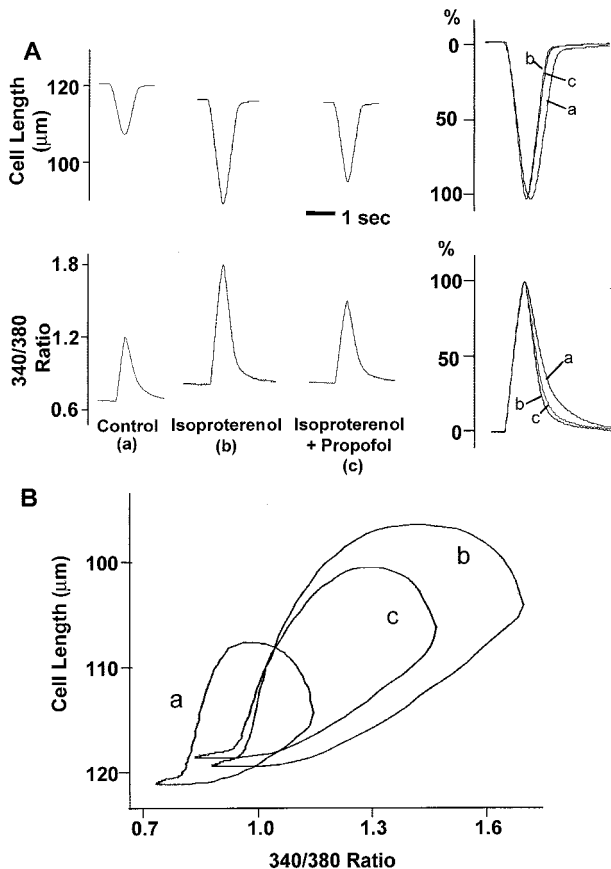 A
Cell Length
(μm)
120
100
1 sec
%
0
50
100
b
c
a
340/380
Ratio
1.8
1.2
0.6
Control
(a)
Isoproterenol
(b)
Isoproterenol
+ Propofol
(c)
%
100
50
0
a
b
c
B
Cell Length (μm)
100
110
120
a
b
c
0.7
1.0
1.3
1.6
340/380 Ratio